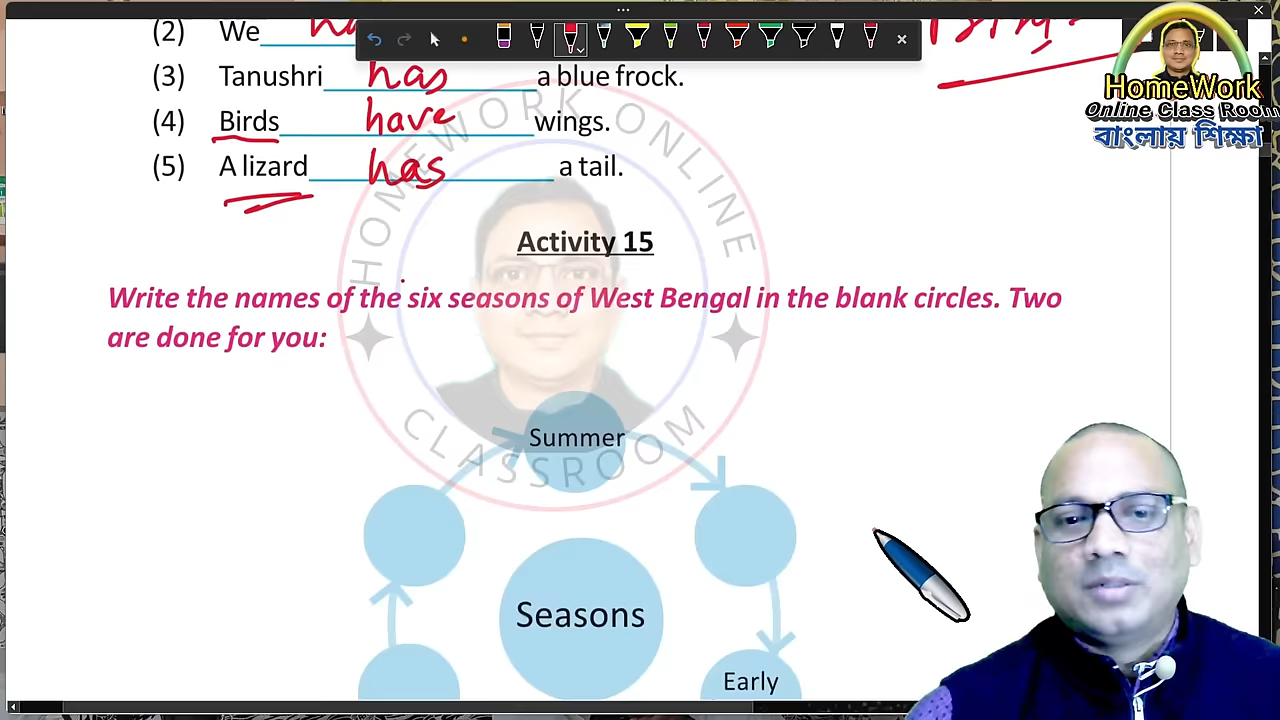 (2) We
(3) Tanushri has a blue frock.
(4) Birds have wings.
(5) A lizard has a tail.
HomeWork
Online Class Room
বাংলায় শিক্ষা
HOMEWORK ONLINE
CLASSROOM
Activity 15
Write the names of the six seasons of West Bengal in the blank circles. Two
are done for you:
Summer
Seasons
Early